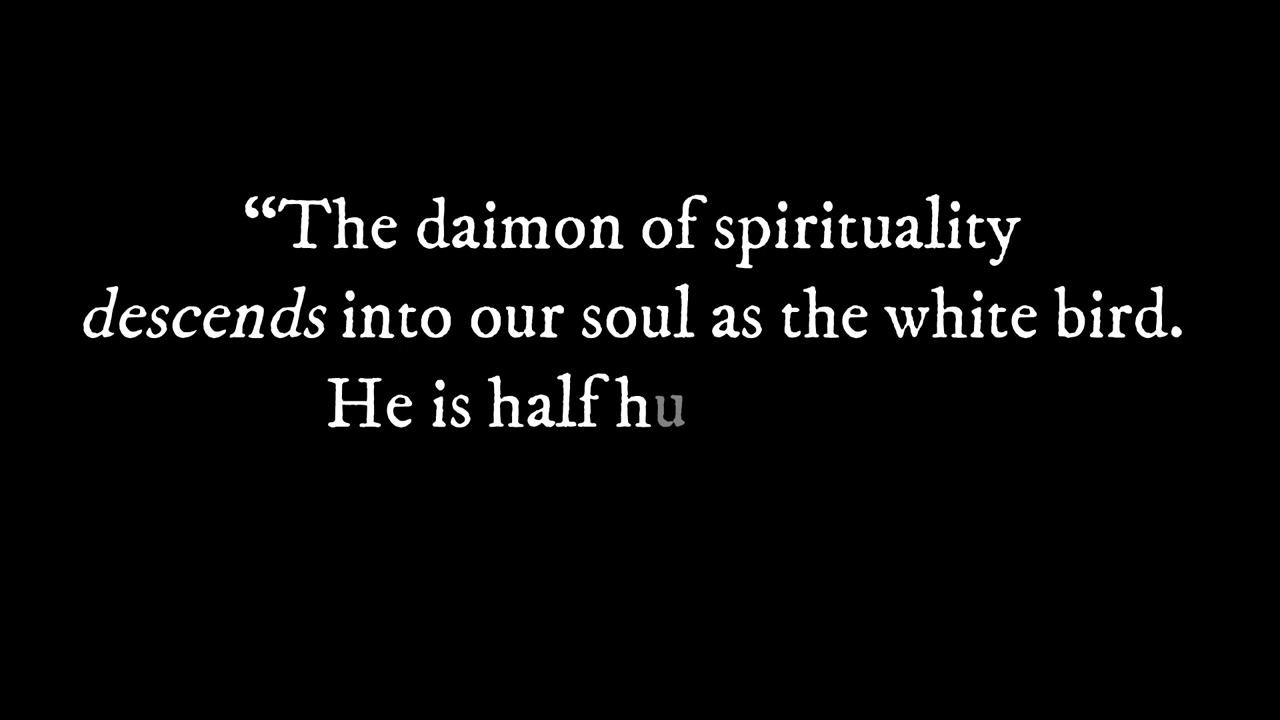 “The daimon of spirituality
descends into our soul as the white bird.
He is half hu